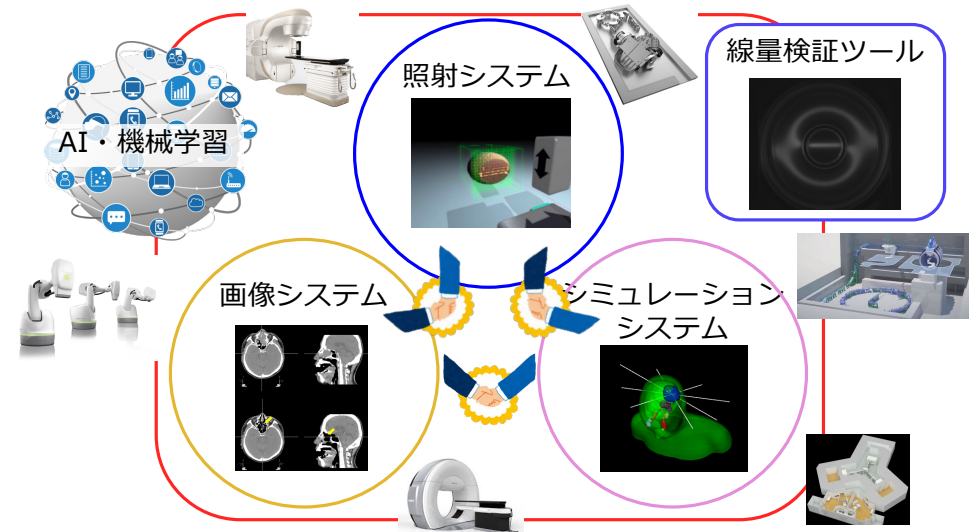 照射システム
線量検証ツール
AI・機械学習
画像システム
シミュレーション
システム